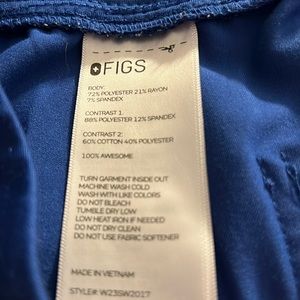 FIGS
BODY:
72% POLYESTER 21% RAYON
7% SPANDEX
CONTRAST 1:
88% POLYESTER 12% SPANDEX
CONTRAST 2:
60% COTTON 40% POLYESTER
100% AWESOME
TURN GARMENT INSIDE OUT
MACHINE WASH COLD
WASH WITH LIKE COLORS
DO NOT BLEACH
TUMBLE DRY LOW
LOW HEAT IRON IF NEEDED
DO NOT DRY CLEAN
DO NOT USE FABRIC SOFTENER
MADE IN VIETNAM
STYLE#: W23SW2017